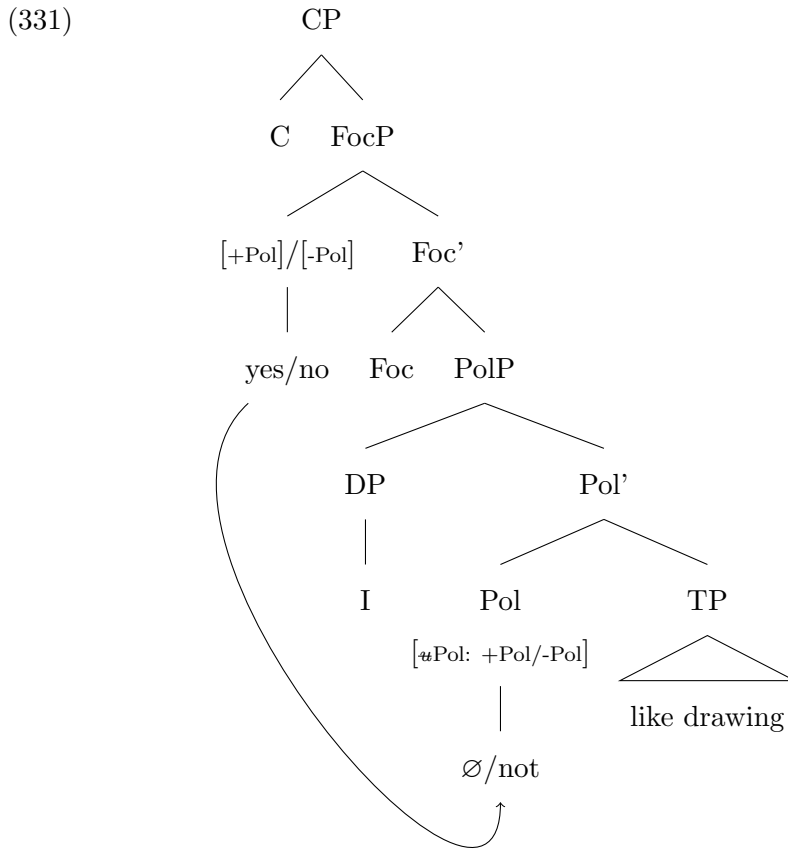 (331) CP
C FocP
[+Pol]/[-Pol] Foc'
yes/no Foc PolP
DP Pol'
I Pol TP
[uPol: +Pol/-Pol]
like drawing
∅/not